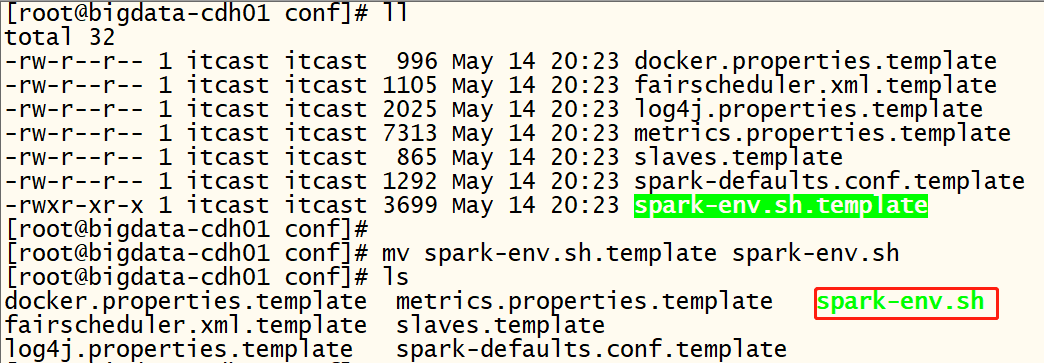 [root@bigdata-cdh01 conf]# ll
total 32
-rw-r--r-- 1 itcast itcast  996 May 14 20:23 docker.properties.template
-rw-r--r-- 1 itcast itcast 1105 May 14 20:23 fairscheduler.xml.template
-rw-r--r-- 1 itcast itcast 2025 May 14 20:23 log4j.properties.template
-rw-r--r-- 1 itcast itcast 7313 May 14 20:23 metrics.properties.template
-rw-r--r-- 1 itcast itcast  865 May 14 20:23 slaves.template
-rw-r--r-- 1 itcast itcast 1292 May 14 20:23 spark-defaults.conf.template
-rwxr-xr-x 1 itcast itcast 3699 May 14 20:23 spark-env.sh.template
[root@bigdata-cdh01 conf]#
[root@bigdata-cdh01 conf]# mv spark-env.sh.template spark-env.sh
[root@bigdata-cdh01 conf]# ls
docker.properties.template  metrics.properties.template  spark-env.sh
fairscheduler.xml.template  slaves.template
log4j.properties.template  spark-defaults.conf.template